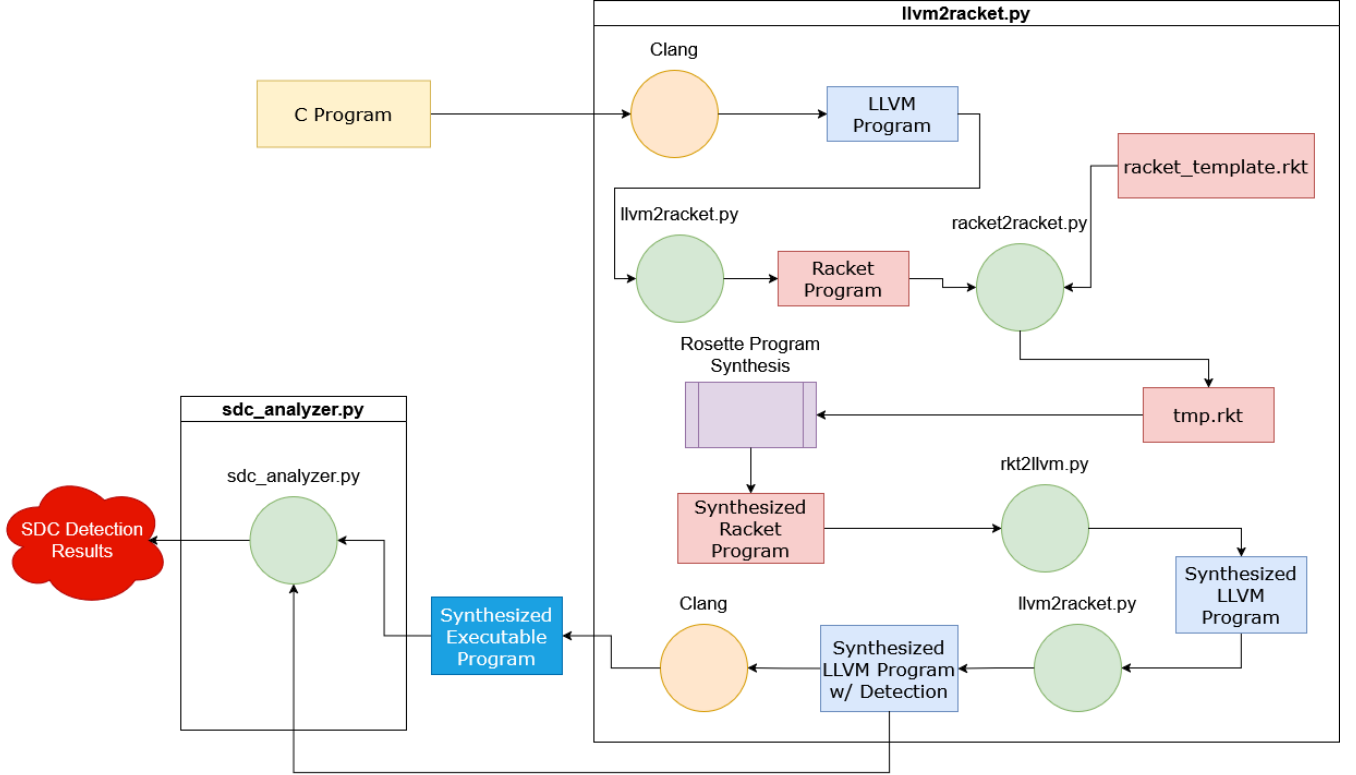 llvm2racket.py
Clang
C Program
LLVM
Program
racket_template.rkt
llvm2racket.py
racket2racket.py
Racket
Program
Rosette Program
Synthesis
tmp.rkt
sdc_analyzer.py
sdc_analyzer.py
rkt2llvm.py
SDC Detection
Results
Synthesized
Racket
Program
Synthesized
LLVM
Program
Clang
llvm2racket.py
Synthesized
Executable
Program
Synthesized
LLVM Program
w/ Detection